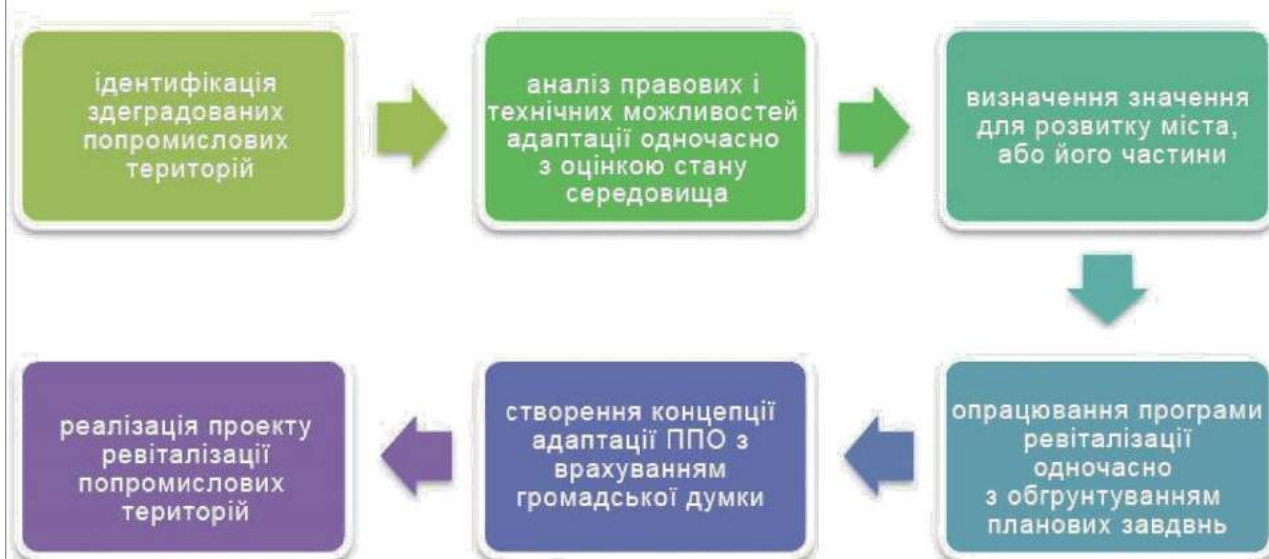 ідентифікація
здеградованих
попромислових
територій
аналіз правових і
технічних можливостей
адаптації одночасно
з оцінкою стану
середовища
визначення значення
для розвитку міста,
або його частини
опрацювання програми
ревіталізації
одночасно
з обгрунтуванням
планових завдвнь
створення концепції
адаптації ППО з
врахуванням
громадської думки
реалізація проекту
ревіталізації
попромислових
територій